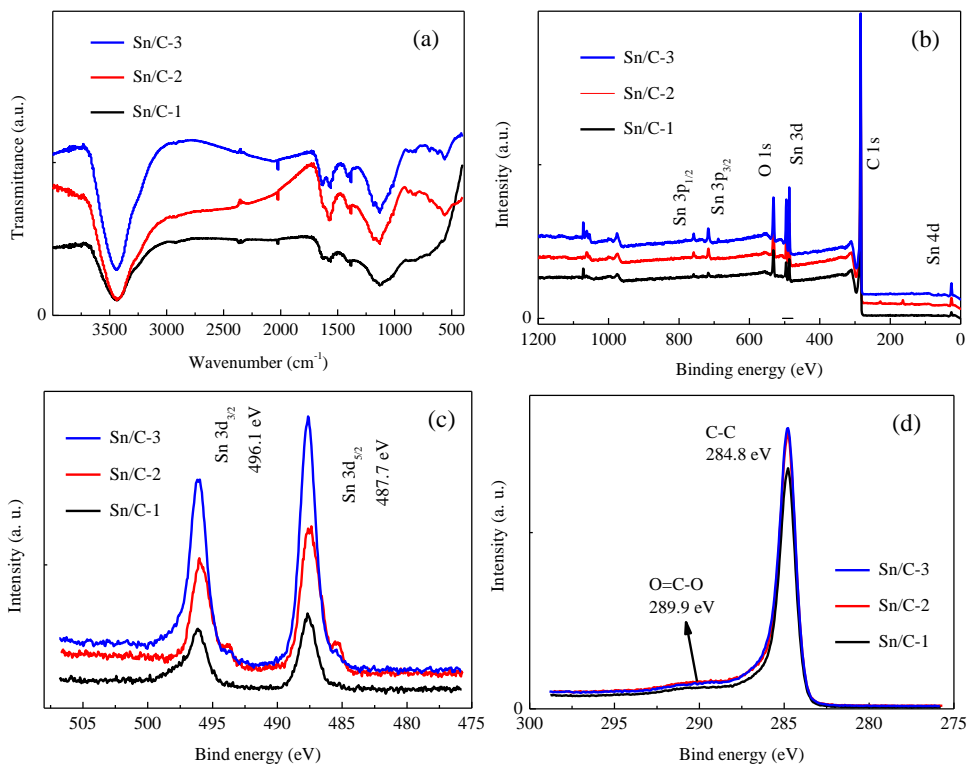 (a)
Sn/C-3
Sn/C-2
Sn/C-1
Transmittance (a.u.)
0
4000 3500 3000 2500 2000 1500 1000 500
Wavenumber (cm⁻¹)
(b)
Sn/C-3
Sn/C-2
Sn/C-1
Sn 3p₁/₂
Sn 3p₃/₂
O 1s
Sn 3d
C 1s
Sn 4d
Intensity (a.u.)
0
1200 1000 800 600 400 200 0
Binding energy (eV)
(c)
Sn/C-3
Sn/C-2
Sn/C-1
Sn 3d₃/₂
496.1 eV
Sn 3d₅/₂
487.7 eV
Intensity (a. u.)
505 500 495 490 485 480 475
Bind energy (eV)
(d)
C-C
284.8 eV
O=C-O
289.9 eV
Sn/C-3
Sn/C-2
Sn/C-1
Intensity (a. u.)
0
300 295 290 285 280 275
Bind energy (eV)